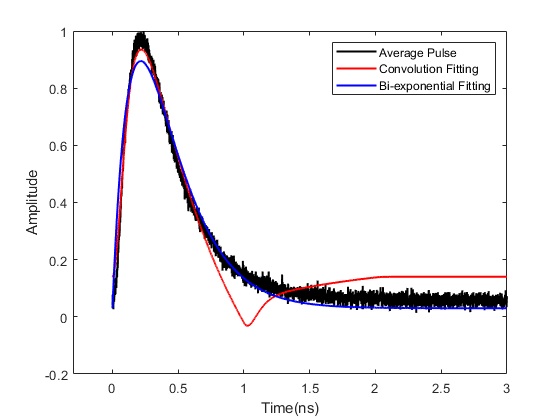 1
0.8
0.6
0.4
0.2
0
-0.2
Amplitude
Average Pulse
Convolution Fitting
Bi-exponential Fitting
0 0.5 1 1.5 2 2.5 3
Time(ns)